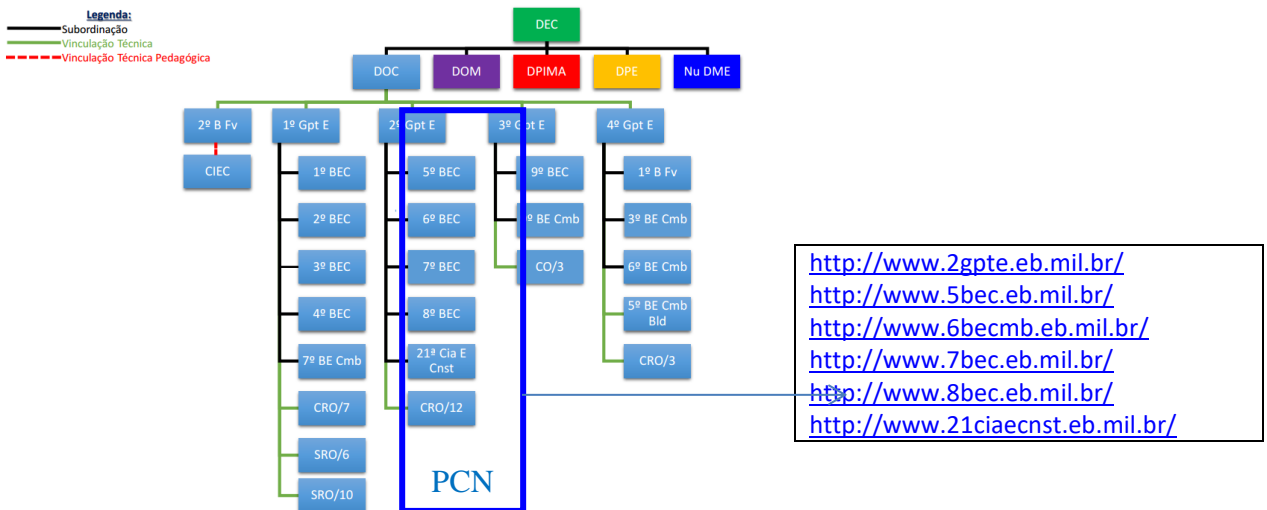 Legenda:
Subordinação
Vinculação Técnica
Vinculação Técnica Pedagógica
DEC
DOC
DOM
DPIMA
DPE
Nu DME
2º B Fv
1º Gpt E
2º Gpt E
3º Gpt E
4º Gpt E
CIEC
1º BEC
2º BEC
3º BEC
4º BEC
7º BE Cmb
CRO/7
SRO/6
SRO/10
5º BEC
6º BEC
7º BEC
8º BEC
21ª Cia E
Cnst
CRO/12
9º BEC
BE Cmb
CO/3
1º B Fv
3º BE Cmb
6º BE Cmb
5º BE Cmb
Bld
CRO/3
PCN
http://www.2gpte.eb.mil.br/
http://www.5bec.eb.mil.br/
http://www.6becmb.eb.mil.br/
http://www.7bec.eb.mil.br/
http://www.8bec.eb.mil.br/
http://www.21ciaecnst.eb.mil.br/